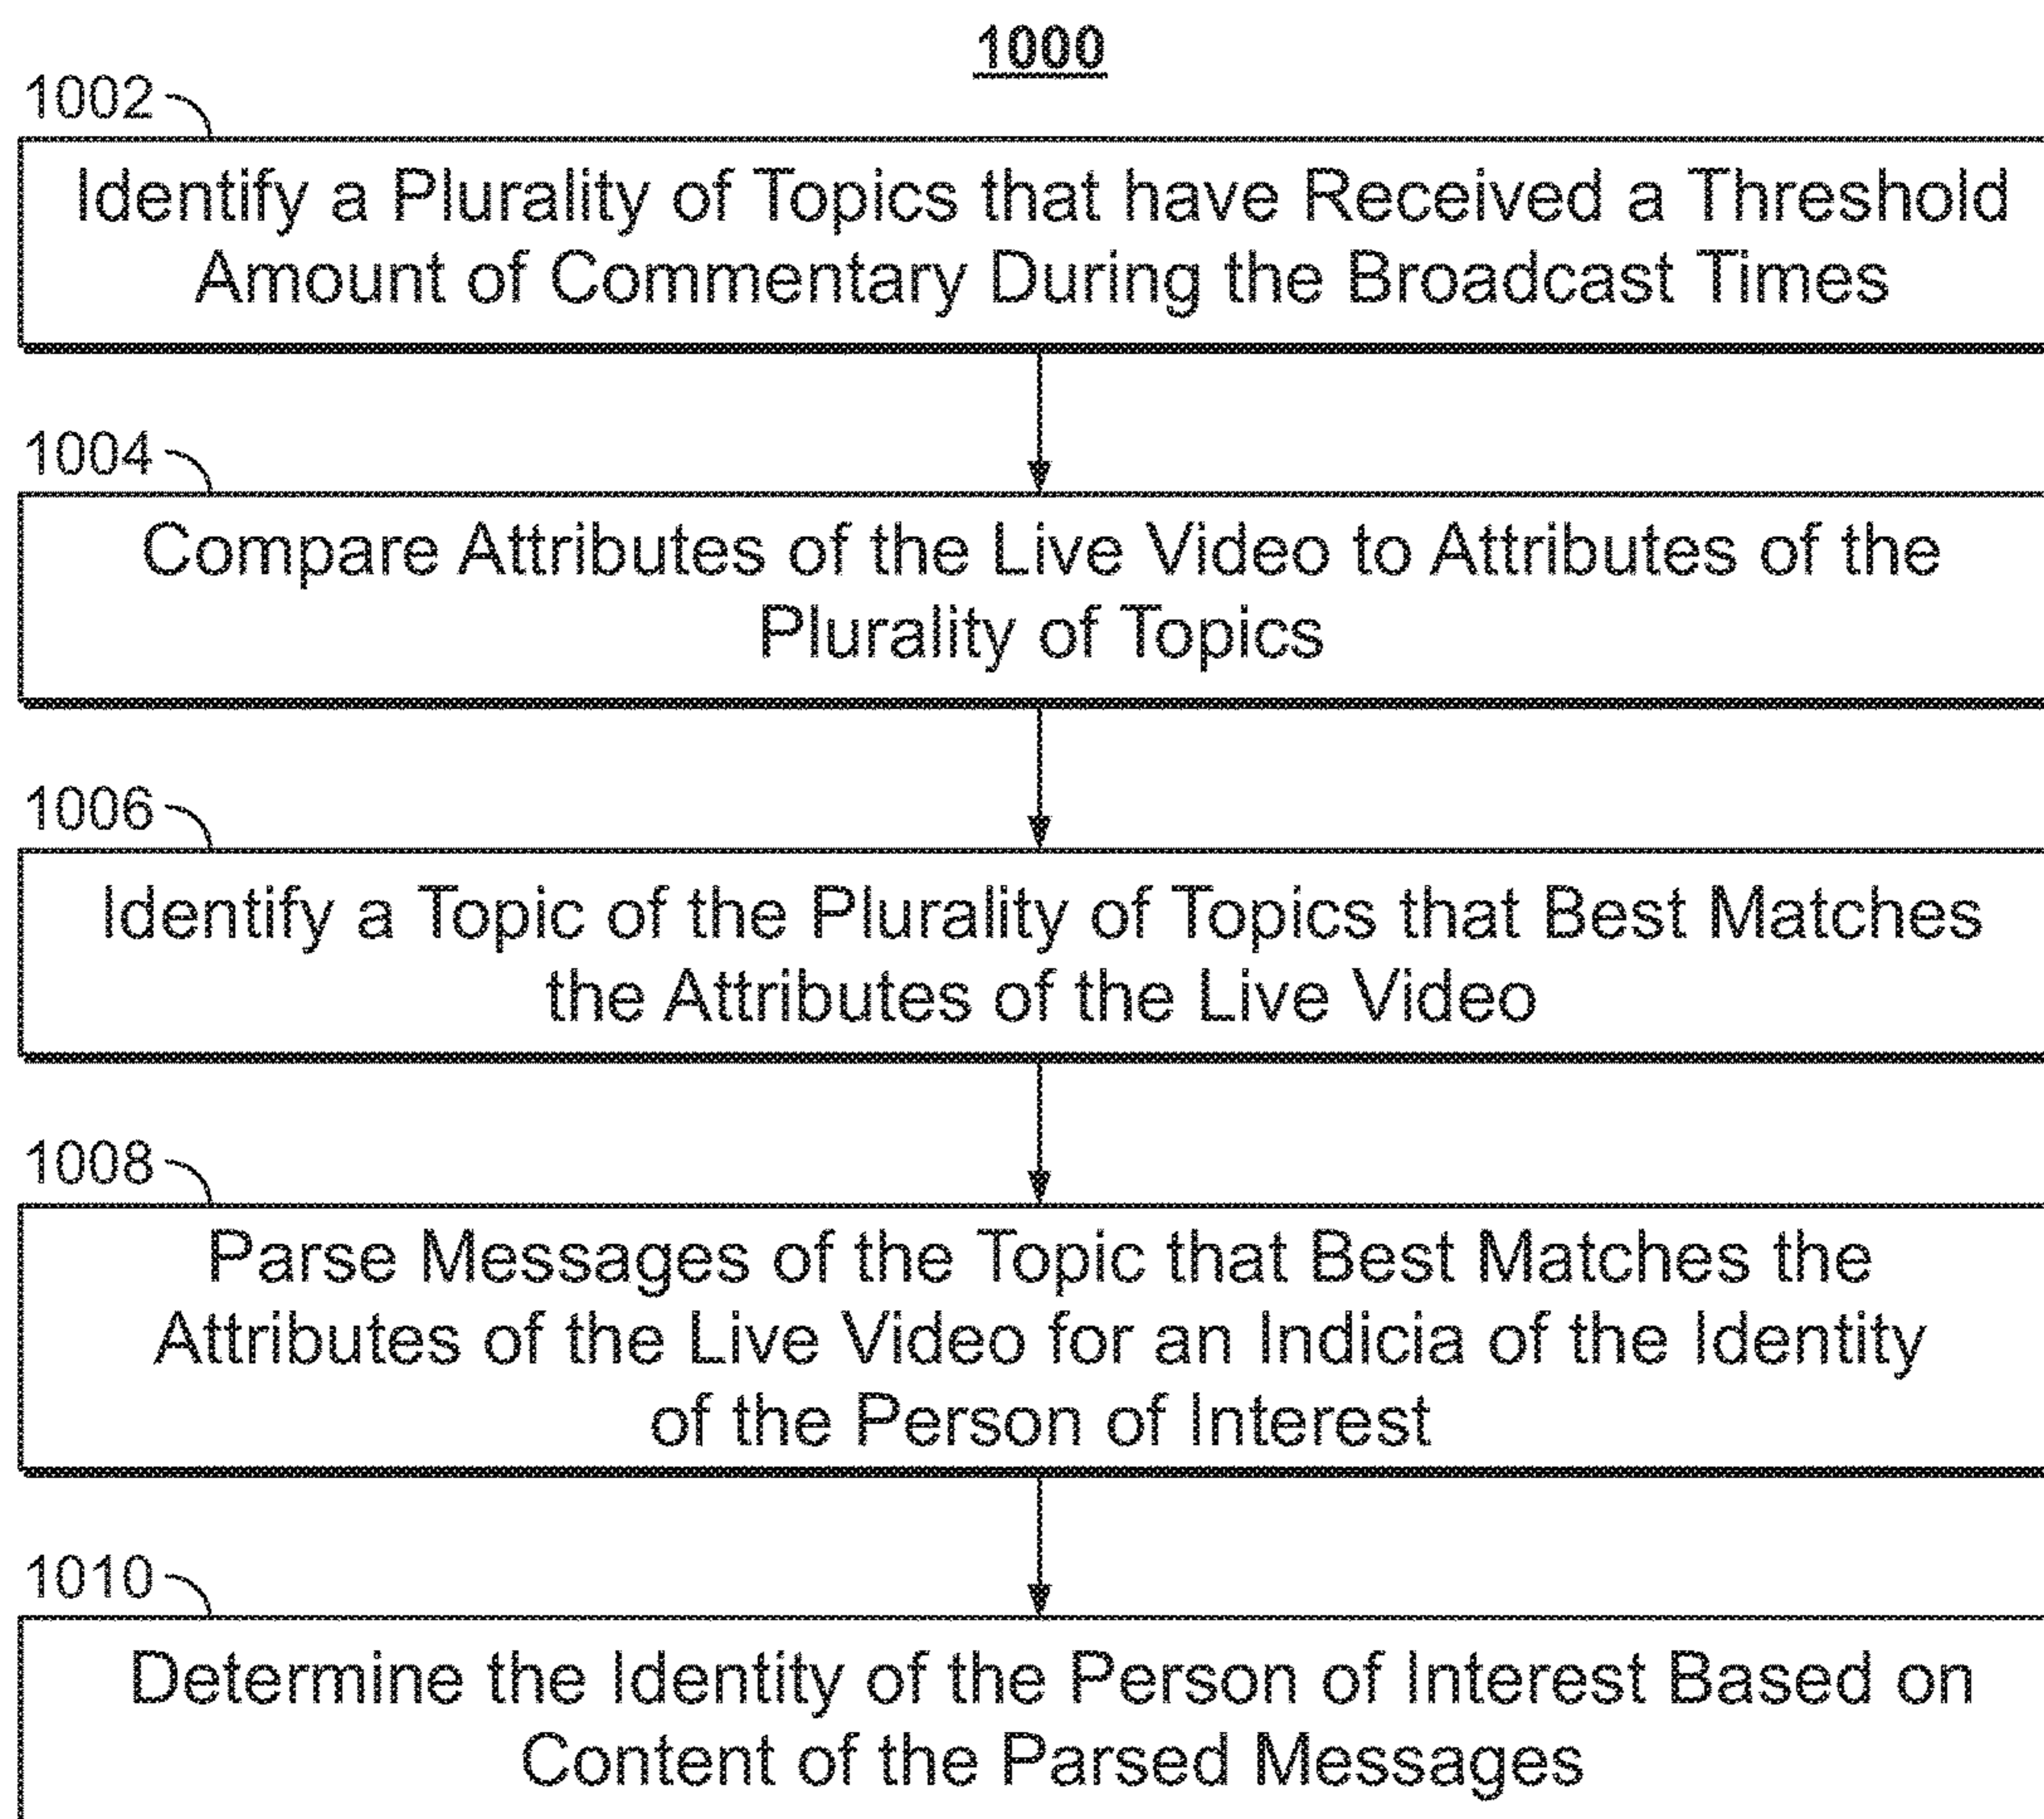 1000
1002
Identify a Plurality of Topics that have Received a Threshold
Amount of Commentary During the Broadcast Times
1004
Compare Attributes of the Live Video to Attributes of the
Plurality of Topics
1006
Identify a Topic of the Plurality of Topics that Best Matches
the Attributes of the Live Video
1008
Parse Messages of the Topic that Best Matches the
Attributes of the Live Video for an Indicia of the Identity
of the Person of Interest
1010
Determine the Identity of the Person of Interest Based on
Content of the Parsed Messages